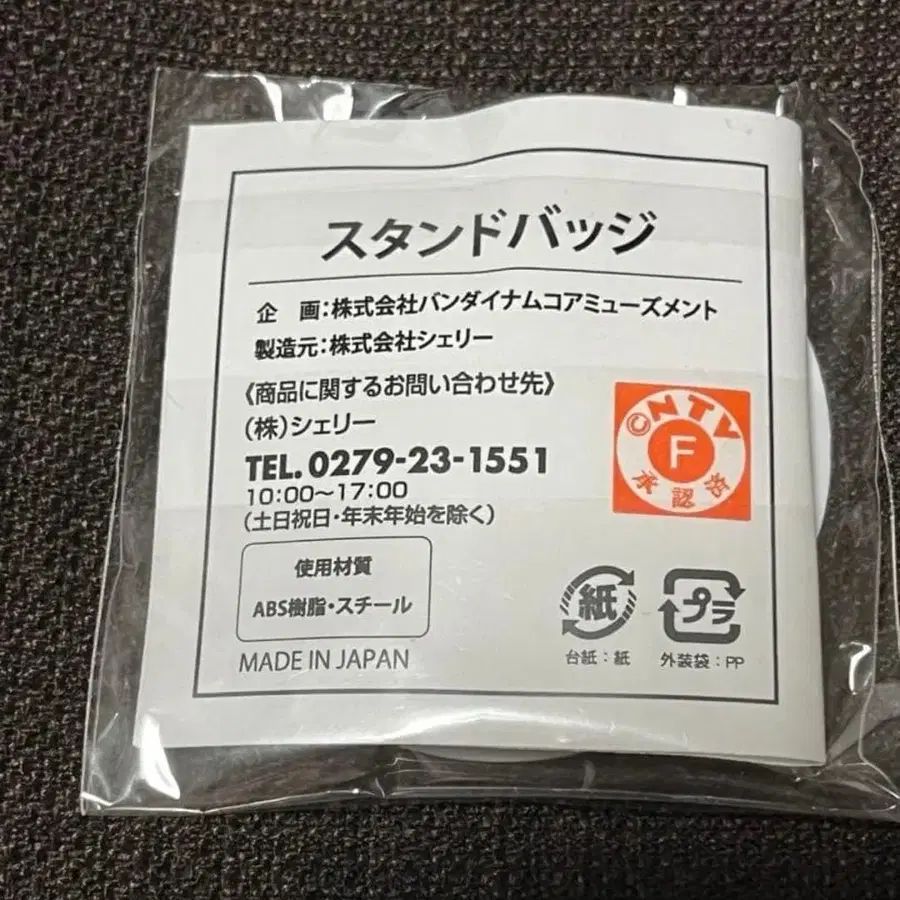 スタンドバッジ
企　画:株式会社バンダイナムコアミューズメント
製造元:株式会社シェリー
《商品に関するお問い合わせ先》
(株)シェリー
TEL. 0279-23-1551
10:00～17:00
(土日祝日・年末年始を除く)
©NTV
F
承認済
使用材質
ABS樹脂・スチール
MADE IN JAPAN
紙
台紙：紙
プラ
外装袋：PP